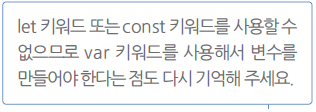 let 키워드 또는 const 키워드를 사용할 수
없으므로 var 키워드를 사용해서 변수를
만들어야 한다는 점도 다시 기억해 주세요.